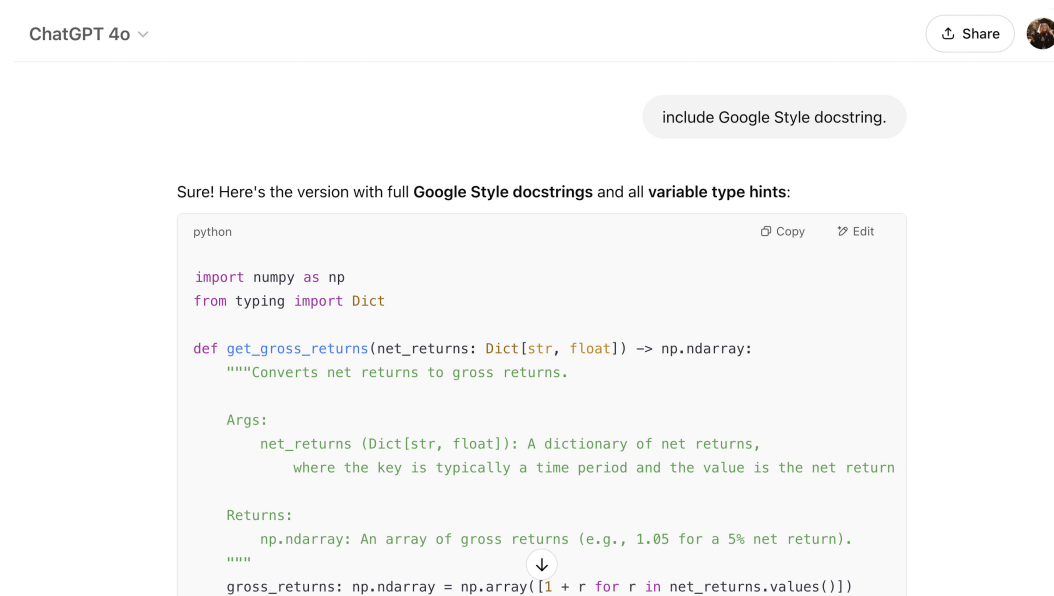 ChatGPT 4o
Share
include Google Style docstring.
Sure! Here's the version with full Google Style docstrings and all variable type hints:
python
Copy
Edit
import numpy as np
from typing import Dict
def get_gross_returns(net_returns: Dict[str, float]) -> np.ndarray:
"""Converts net returns to gross returns.
Args:
net_returns (Dict[str, float]): A dictionary of net returns,
where the key is typically a time period and the value is the net return
Returns:
np.ndarray: An array of gross returns (e.g., 1.05 for a 5% net return).
"""
gross_returns: np.ndarray = np.array([1 + r for r in net_returns.values()])